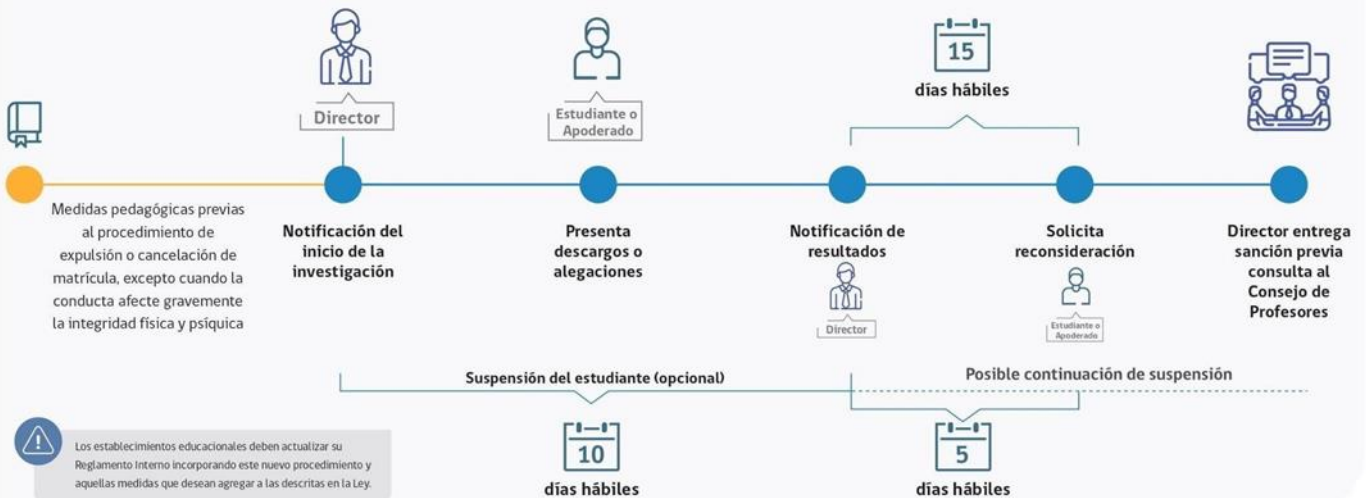 Director
Estudiante o
Apoderado
15
días hábiles
Medidas pedagógicas previas
al procedimiento de
expulsión o cancelación de
matrícula, excepto cuando la
conducta afecte gravemente
la integridad física y psíquica
Notificación del
inicio de la
investigación
Presenta
descargos o
alegaciones
Notificación de
resultados
Director
Solicita
reconsideración
Estudiante o
Apoderado
Director entrega
sanción previa
consulta al
Consejo de
Profesores
Suspensión del estudiante (opcional)
Posible continuación de suspensión
10
días hábiles
5
días hábiles
Los establecimientos educacionales deben actualizar su
Reglamento Interno incorporando este nuevo procedimiento y
aquellas medidas que desean agregar a las descritas en la Ley.